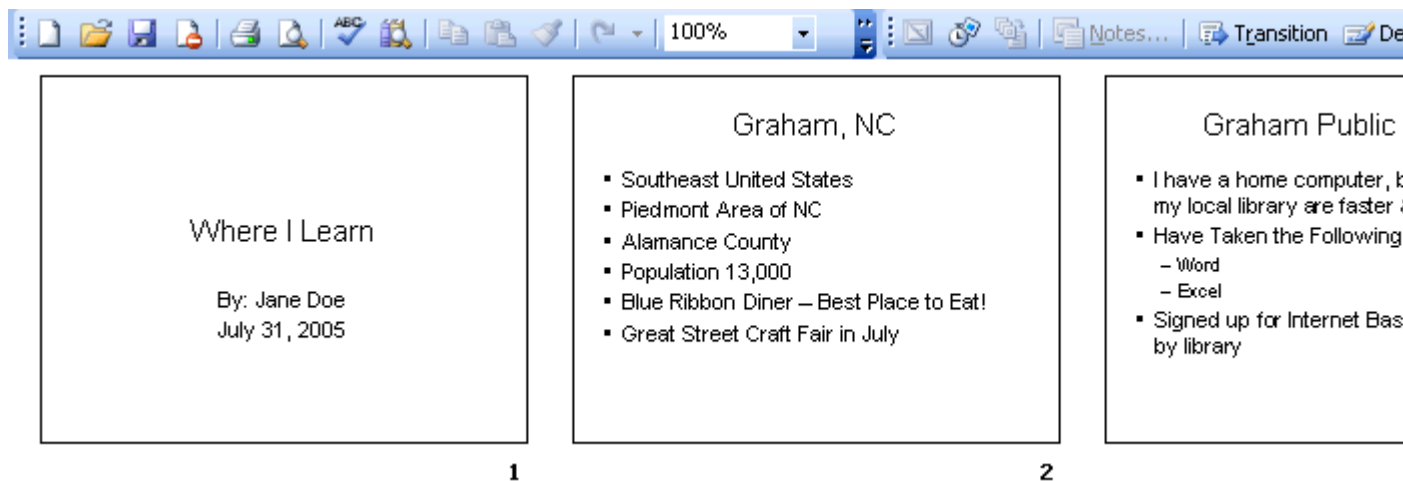 ABC 100% Notes... Transition De
Where I Learn
By: Jane Doe
July 31, 2005
1
Graham, NC
▪ Southeast United States
▪ Piedmont Area of NC
▪ Alamance County
▪ Population 13,000
▪ Blue Ribbon Diner – Best Place to Eat!
▪ Great Street Craft Fair in July
2
Graham Public
▪ I have a home computer, b
my local library are faster &
▪ Have Taken the Following
– Word
– Excel
▪ Signed up for Internet Bas
by library